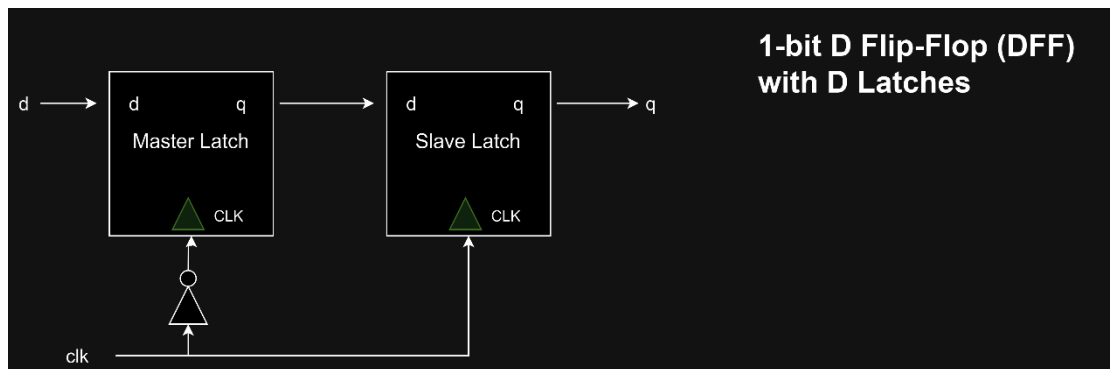 1-bit D Flip-Flop (DFF)
with D Latches
d
d q
Master Latch
CLK
d q
Slave Latch
CLK
q
clk